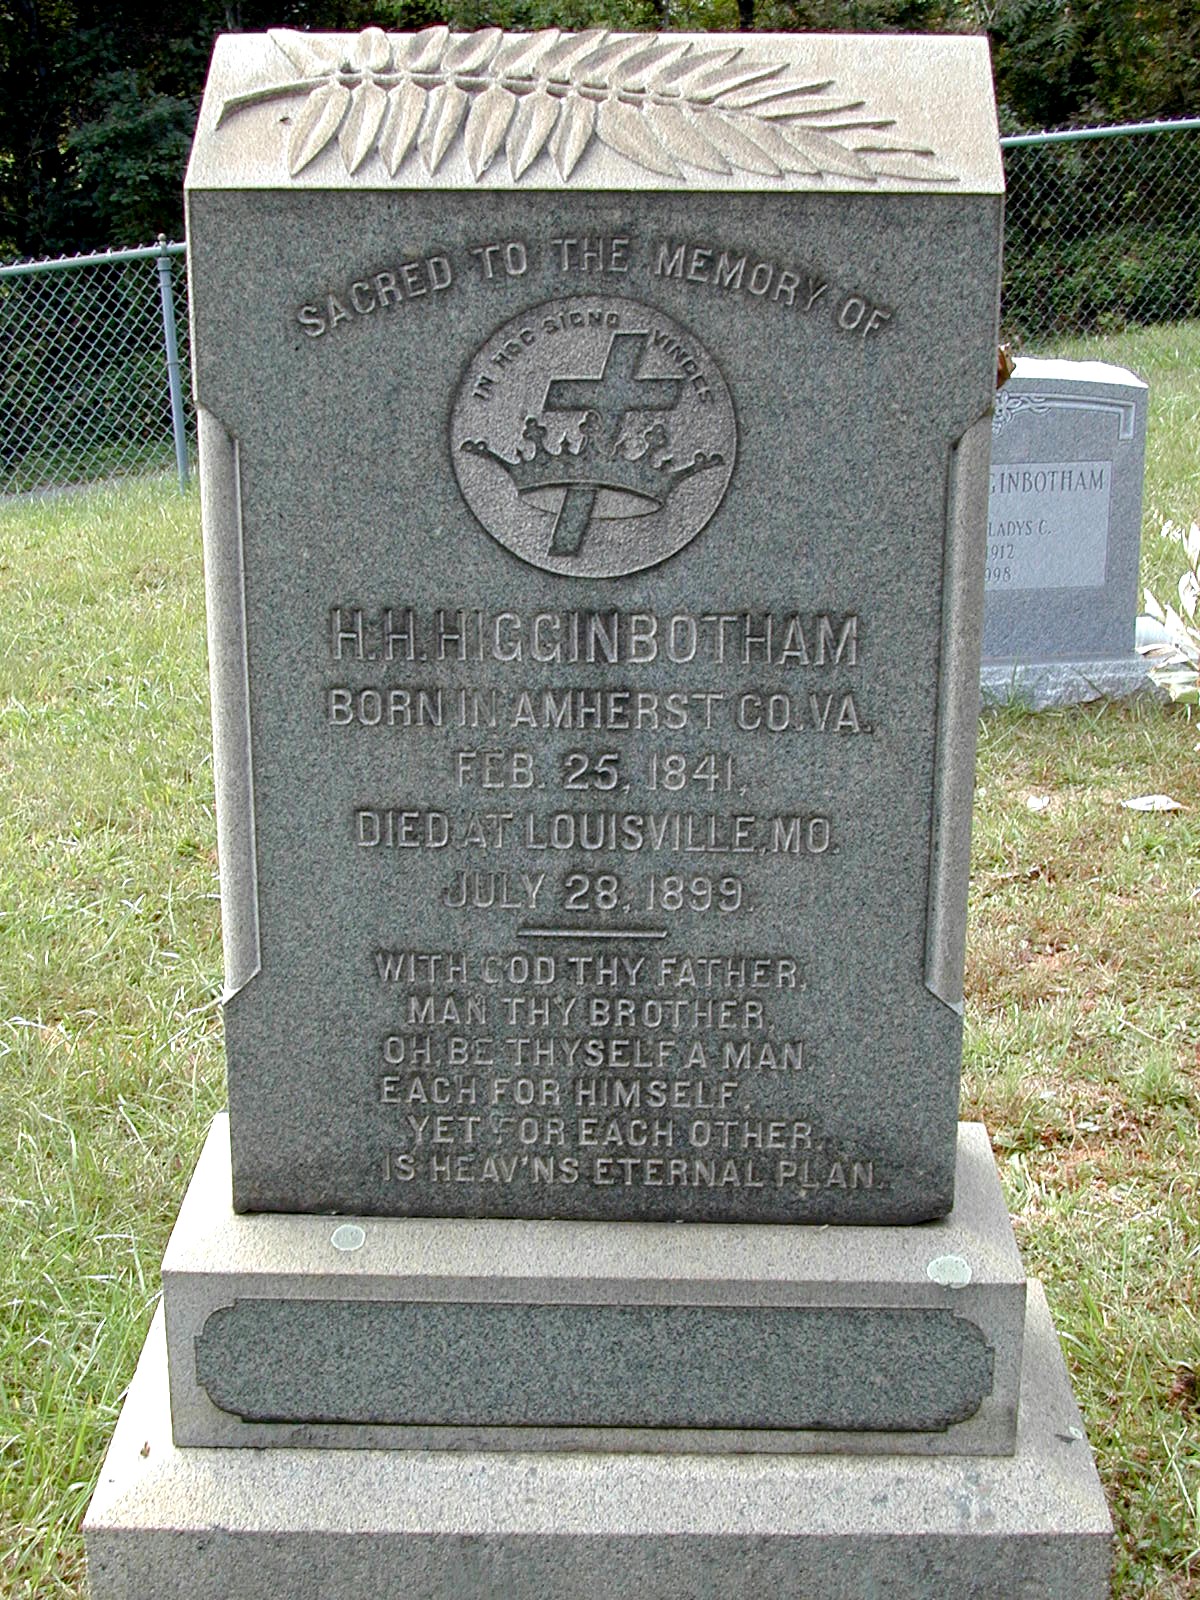 SACRED TO THE MEMORY OF
IN HOC SIGNO VINCES
H. H. HIGGINBOTHAM
BORN IN AMHERST CO. VA.
FEB. 25, 1841,
DIED AT LOUISVILLE, MO.
JULY 28, 1899.
WITH GOD THY FATHER,
MAN THY BROTHER,
OH, BE THYSELF A MAN
EACH FOR HIMSELF,
YET FOR EACH OTHER,
IS HEAV'NS ETERNAL PLAN.
GINBOTHAM
LADYS C.
1912
998